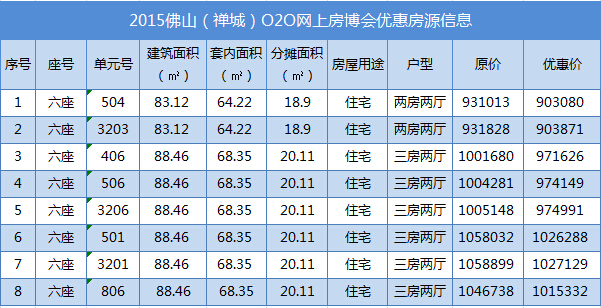 2015佛山（禅城）O2O网上房博会优惠房源信息
序号 座号 单元号 建筑面积（㎡） 套内面积（㎡） 分摊面积（㎡） 房屋用途 户型 原价 优惠价
1 六座 504 83.12 64.22 18.9 住宅 两房两厅 931013 903080
2 六座 3203 83.12 64.22 18.9 住宅 两房两厅 931828 903871
3 六座 406 88.46 68.35 20.11 住宅 三房两厅 1001680 971626
4 六座 506 88.46 68.35 20.11 住宅 三房两厅 1004281 974149
5 六座 3206 88.46 68.35 20.11 住宅 三房两厅 1005148 974991
6 六座 501 88.46 68.35 20.11 住宅 三房两厅 1058032 1026288
7 六座 3201 88.46 68.35 20.11 住宅 三房两厅 1058899 1027129
8 六座 806 88.46 68.35 20.11 住宅 三房两厅 1046738 1015332